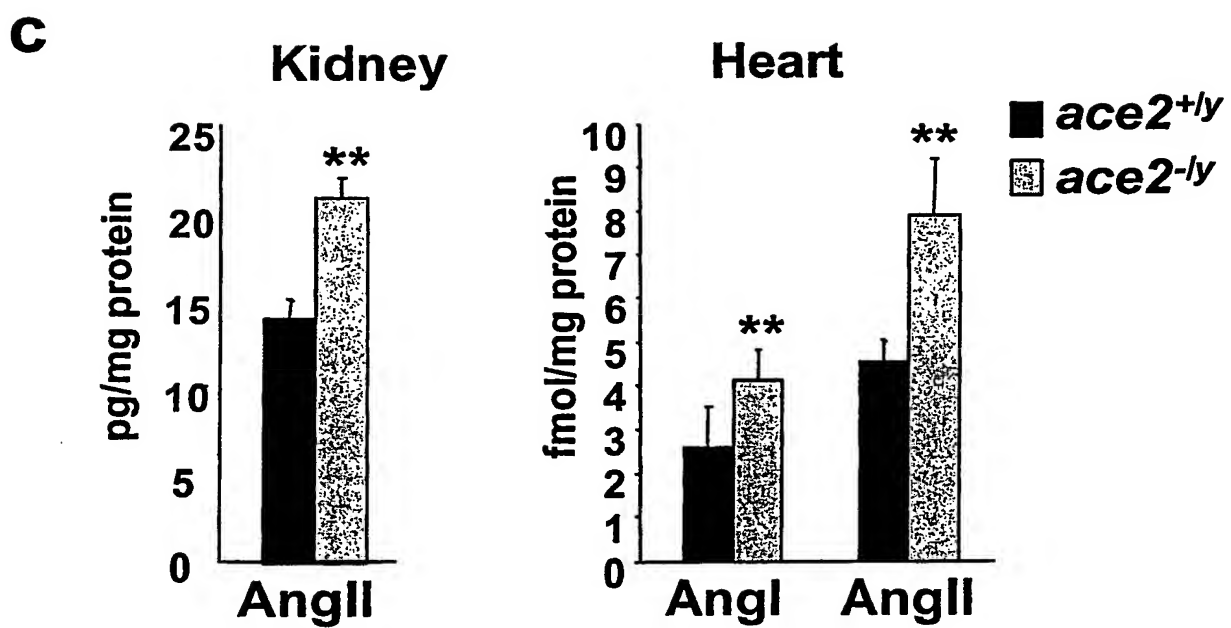 c
Kidney
Heart
ace2+/y
ace2-/y
pg/mg protein
25
20
15
10
5
0
**
AngII
fmol/mg protein
10
9
8
7
6
5
4
3
2
1
0
**
**
AngI
AngII